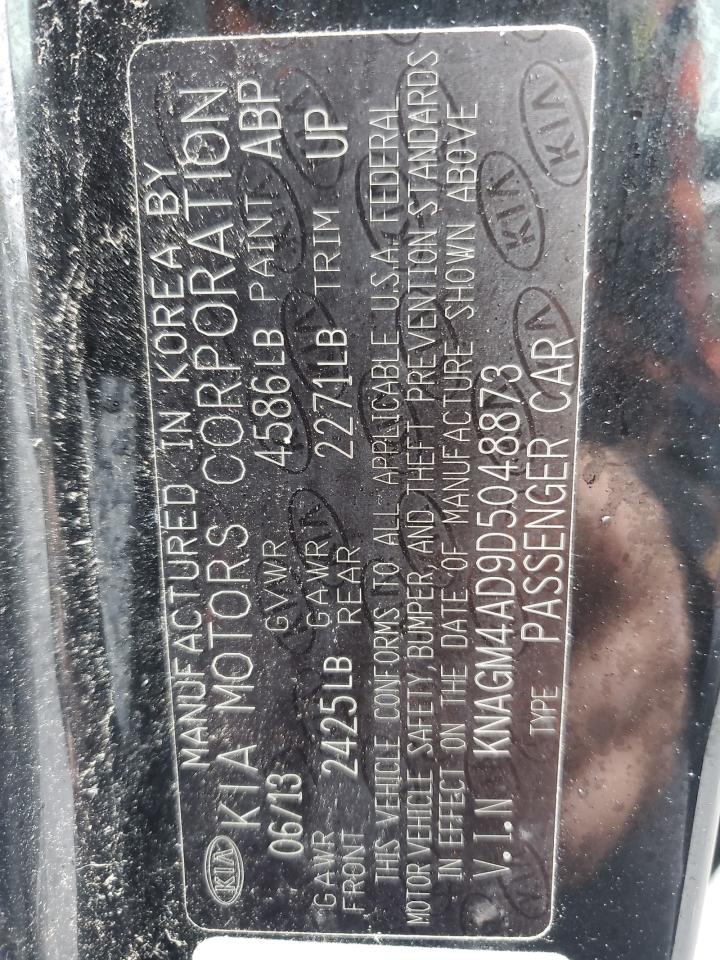 MANUFACTURED IN KOREA BY
KIA KIA MOTORS CORPORATION
06/13 GVWR 4586LB PAINT ABP
GAWR FRONT 2425LB GAWR REAR 2271LB TRIM UP
THIS VEHICLE CONFORMS TO ALL APPLICABLE U.S.A. FEDERAL
MOTOR VEHICLE SAFETY, BUMPER, AND THEFT PREVENTION STANDARDS
IN EFFECT ON THE DATE OF MANUFACTURE SHOWN ABOVE
V.I.N KNAGM4AD9D5048873
TYPE PASSENGER CAR